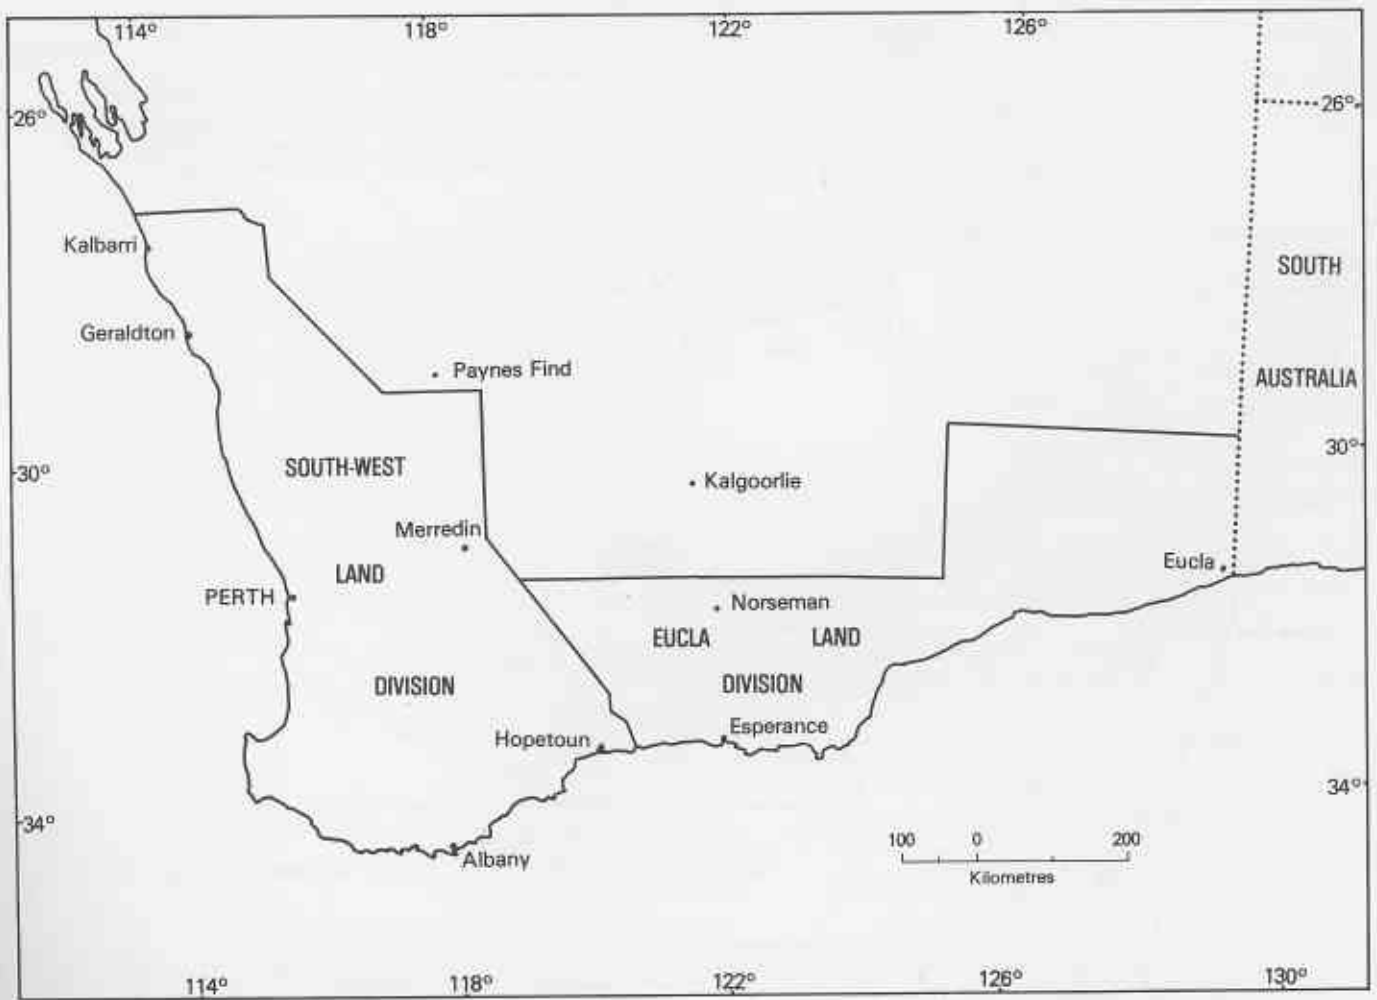 114°
118°
122°
126°
26°
26°
Kalbarri
SOUTH
Geraldton
Paynes Find
AUSTRALIA
30°
SOUTH-WEST
30°
Kalgoorlie
Merredin
Eucla
LAND
PERTH
Norseman
EUCLA LAND
DIVISION
DIVISION
Esperance
Hopetoun
34°
34°
Albany
100 0 200
Kilometres
114°
118°
122°
126°
130°